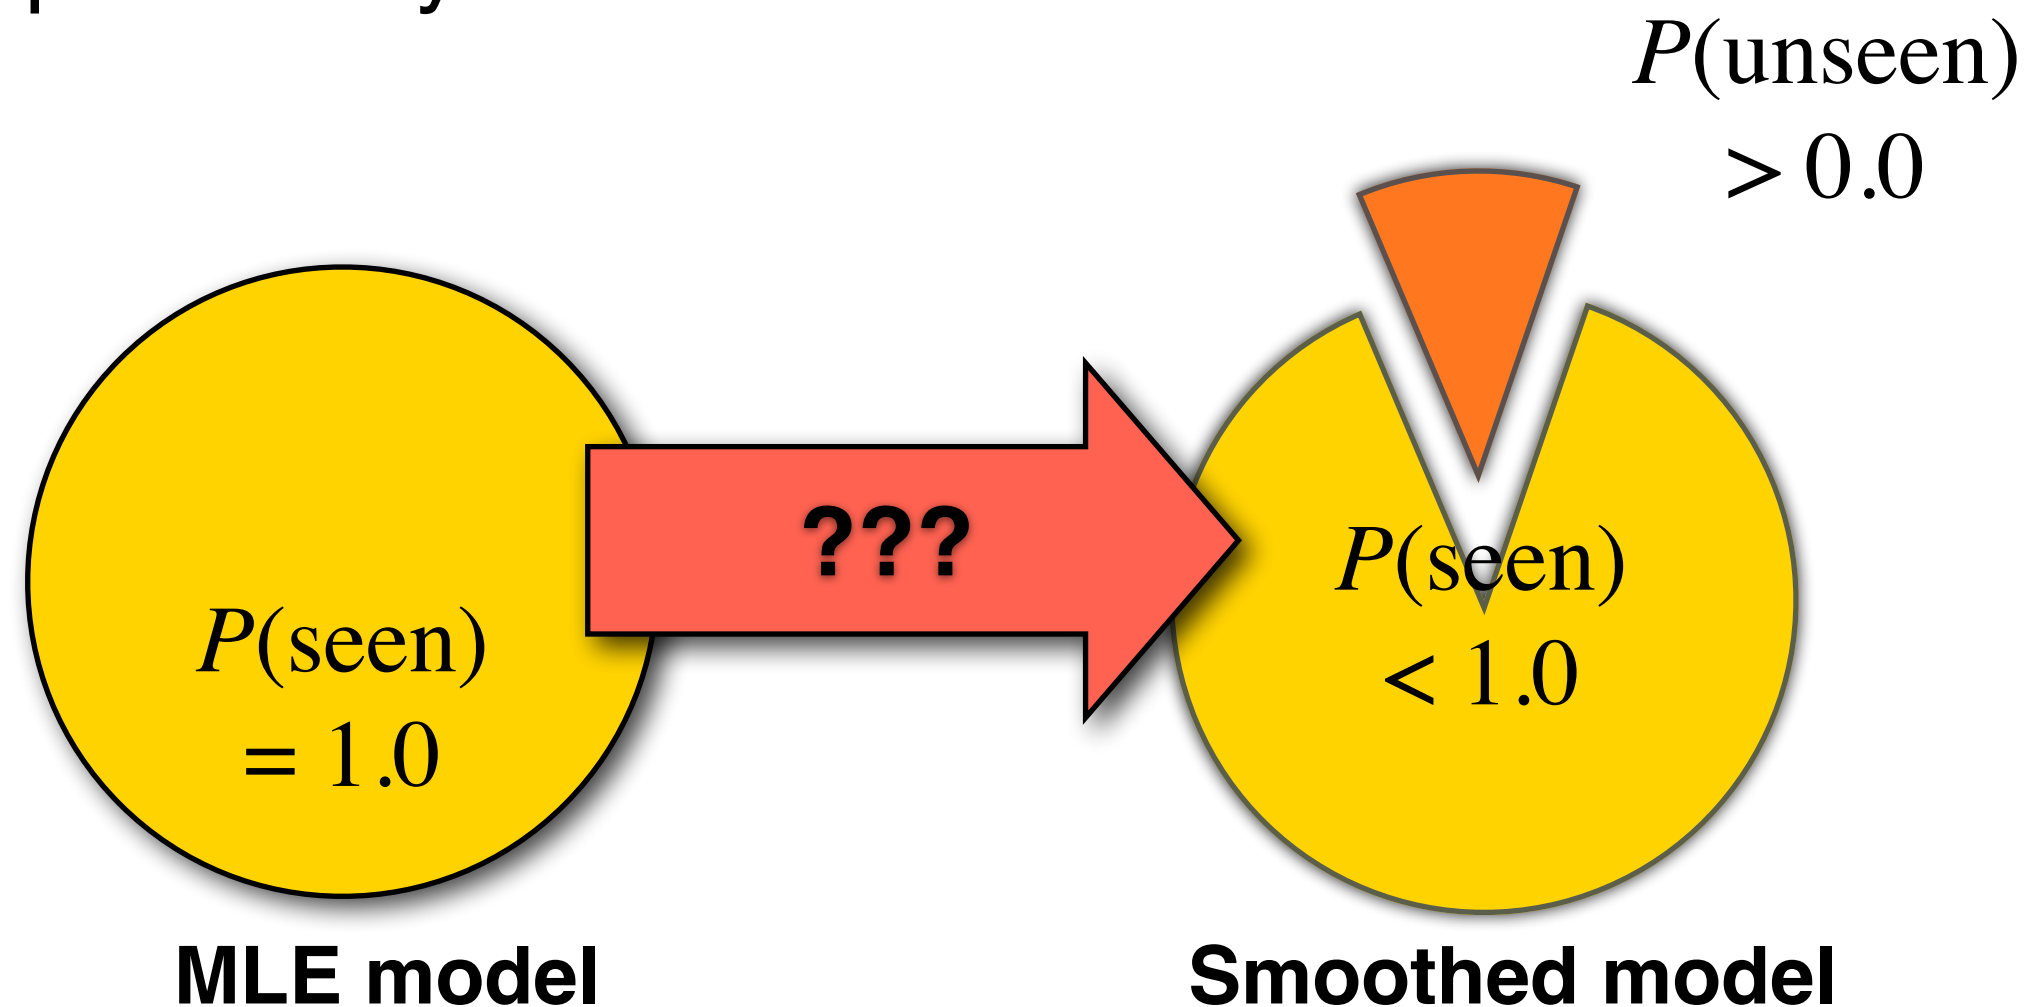 P(unseen)
> 0.0
???
P(seen)
< 1.0
P(seen)
= 1.0
MLE model
Smoothed model